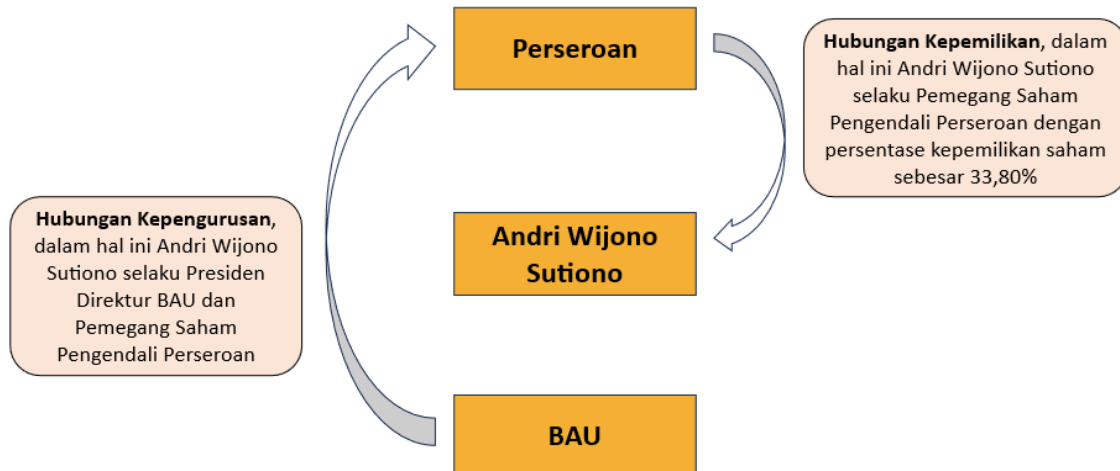 Perseroan
Hubungan Kepemilikan, dalam
hal ini Andri Wijono Sutiono
selaku Pemegang Saham
Pengendali Perseroan dengan
persentase kepemilikan saham
sebesar 33,80%
Hubungan Kepengurusan,
dalam hal ini Andri Wijono
Sutiono selaku Presiden
Direktur BAU dan
Pemegang Saham
Pengendali Perseroan
Andri Wijono
Sutiono
BAU